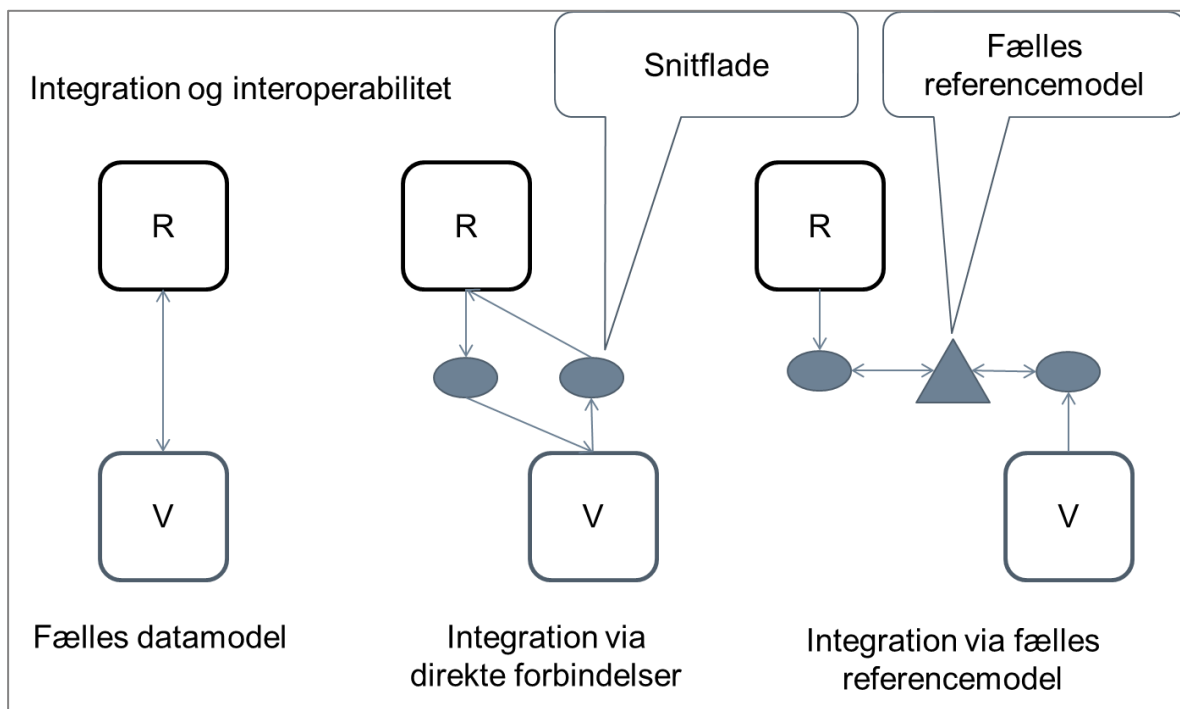 Integration og interoperabilitet
Snitflade
Fælles
referencemodel
R
R
R
V
V
V
Fælles datamodel
Integration via
direkte forbindelser
Integration via fælles
referencemodel